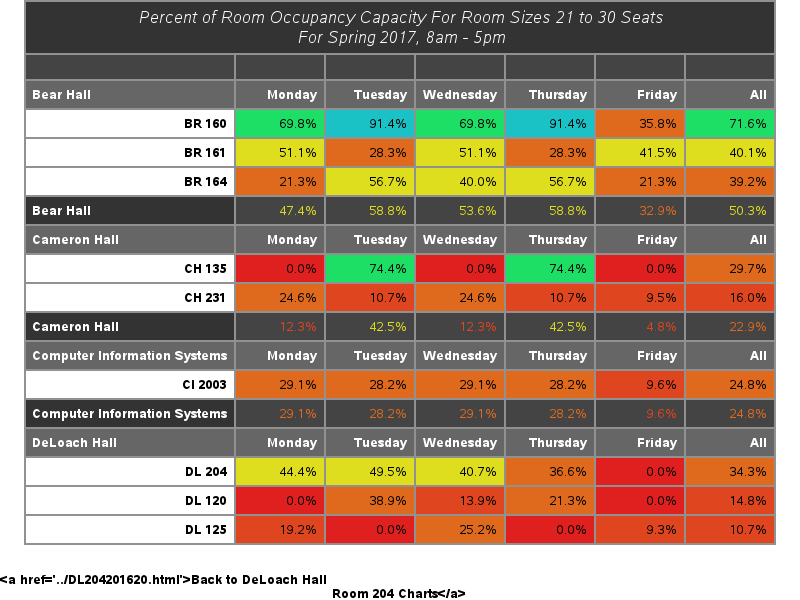 Percent of Room Occupancy Capacity For Room Sizes 21 to 30 Seats
For Spring 2017, 8am - 5pm
Bear Hall Monday Tuesday Wednesday Thursday Friday All
BR 160 69.8% 91.4% 69.8% 91.4% 35.8% 71.6%
BR 161 51.1% 28.3% 51.1% 28.3% 41.5% 40.1%
BR 164 21.3% 56.7% 40.0% 56.7% 21.3% 39.2%
Bear Hall 47.4% 58.8% 53.6% 58.8% 32.9% 50.3%
Cameron Hall Monday Tuesday Wednesday Thursday Friday All
CH 135 0.0% 74.4% 0.0% 74.4% 0.0% 29.7%
CH 231 24.6% 10.7% 24.6% 10.7% 9.5% 16.0%
Cameron Hall 12.3% 42.5% 12.3% 42.5% 4.8% 22.9%
Computer Information Systems Monday Tuesday Wednesday Thursday Friday All
CI 2003 29.1% 28.2% 29.1% 28.2% 9.6% 24.8%
Computer Information Systems 29.1% 28.2% 29.1% 28.2% 9.6% 24.8%
DeLoach Hall Monday Tuesday Wednesday Thursday Friday All
DL 204 44.4% 49.5% 40.7% 36.6% 0.0% 34.3%
DL 120 0.0% 38.9% 13.9% 21.3% 0.0% 14.8%
DL 125 19.2% 0.0% 25.2% 0.0% 9.3% 10.7%
<a href='../DL204201620.html'>Back to DeLoach Hall
Room 204 Charts</a>